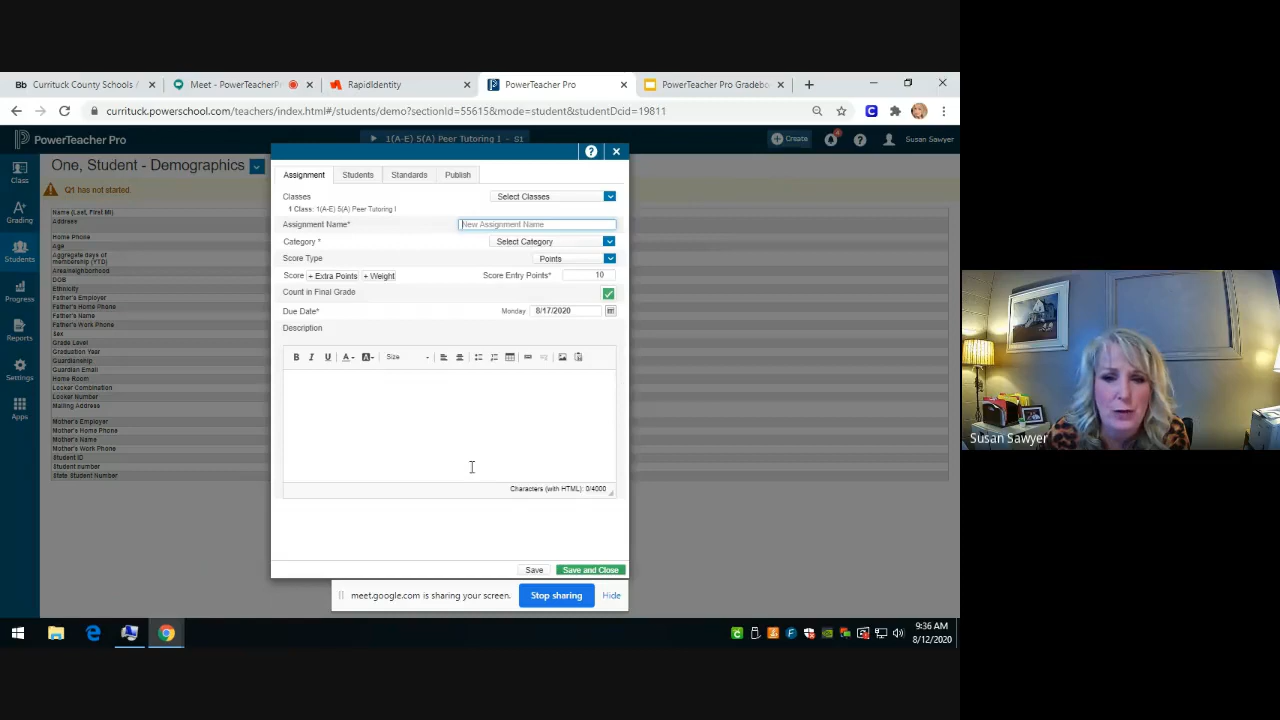 Currituck County Schools /
Meet - PowerTeacherP
RapidIdentity
PowerTeacher Pro
PowerTeacher Pro Gradebo
currituck.powerschool.com/teachers/index.html#/students/demo?sectionId=55615&mode=student&studentDcid=19811
PowerTeacher Pro
1(A-E) 5(A) Peer Tutoring I - S1
Create
Susan Sawyer
Class
Grading
Students
Progress
Reports
Settings
Apps
One, Student - Demographics
Q1 has not started.
Name (Last, First MI)
Address
Home Phone
Age
Aggregate days of
membership (YTD)
Areaneighborhood
DOB
Ethnicity
Father's Employer
Father's Home Phone
Father's Name
Father's Work Phone
Sex
Grade Level
Graduation Year
Guardianship
Guardian Email
Home Room
Locker Combination
Locker Number
Mailing Address
Mother's Employer
Mother's Home Phone
Mother's Name
Mother's Work Phone
Student ID
Student number
State Student Number
Assignment Students Standards Publish
Classes Select Classes
1 Class: 1(A-E) 5(A) Peer Tutoring I
Assignment Name* New Assignment Name
Category * Select Category
Score Type Points
Score + Extra Points + Weight Score Entry Points* 10
Count in Final Grade
Due Date* Monday 8/17/2020
Description
B I U A A Size
Characters (with HTML): 0/4000
Save Save and Close
meet.google.com is sharing your screen. Stop sharing Hide
9:36 AM
8/12/2020
Susan Sawyer